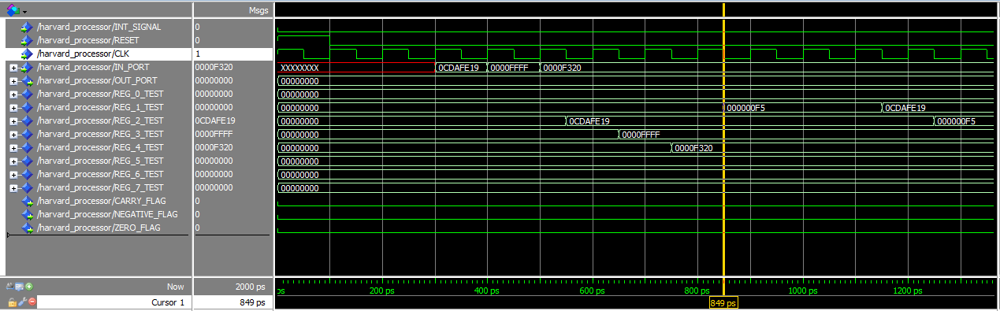 Msgs
/harvard_processor/INT_SIGNAL 0
/harvard_processor/RESET 0
/harvard_processor/CLK 1
/harvard_processor/IN_PORT 0000F320 XXXXXXXX 0CDAFE19 0000FFFF 0000F320
/harvard_processor/OUT_PORT 00000000 00000000
/harvard_processor/REG_0_TEST 00000000 00000000
/harvard_processor/REG_1_TEST 00000000 00000000 000000F5 0CDAFE19
/harvard_processor/REG_2_TEST 0CDAFE19 00000000 0CDAFE19 000000F5
/harvard_processor/REG_3_TEST 0000FFFF 00000000 0000FFFF
/harvard_processor/REG_4_TEST 0000F320 00000000 0000F320
/harvard_processor/REG_5_TEST 00000000 00000000
/harvard_processor/REG_6_TEST 00000000 00000000
/harvard_processor/REG_7_TEST 00000000 00000000
/harvard_processor/CARRY_FLAG 0
/harvard_processor/NEGATIVE_FLAG 0
/harvard_processor/ZERO_FLAG 0
Now 2000 ps ps 200 ps 400 ps 600 ps 800 ps 1000 ps 1200 ps
Cursor 1 849 ps 849 ps